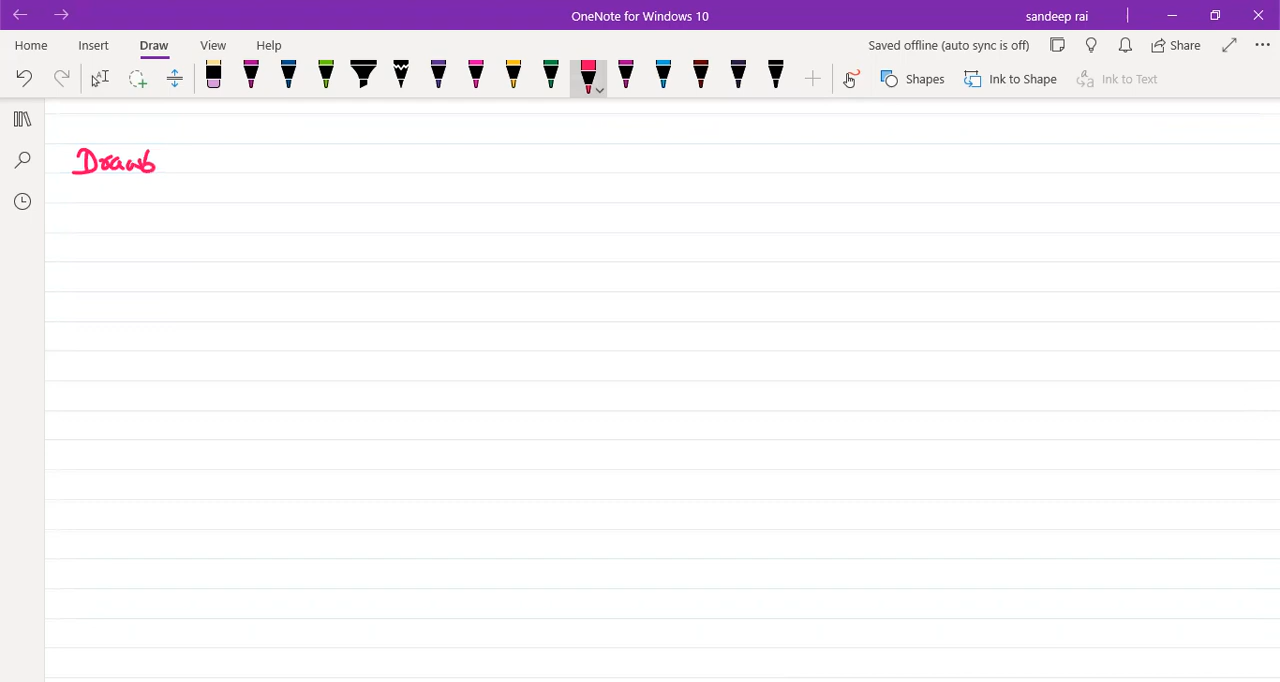 OneNote for Windows 10
sandeep rai
Home Insert Draw View Help
Saved offline (auto sync is off)
Share
Shapes
Ink to Shape
Ink to Text
Drawb